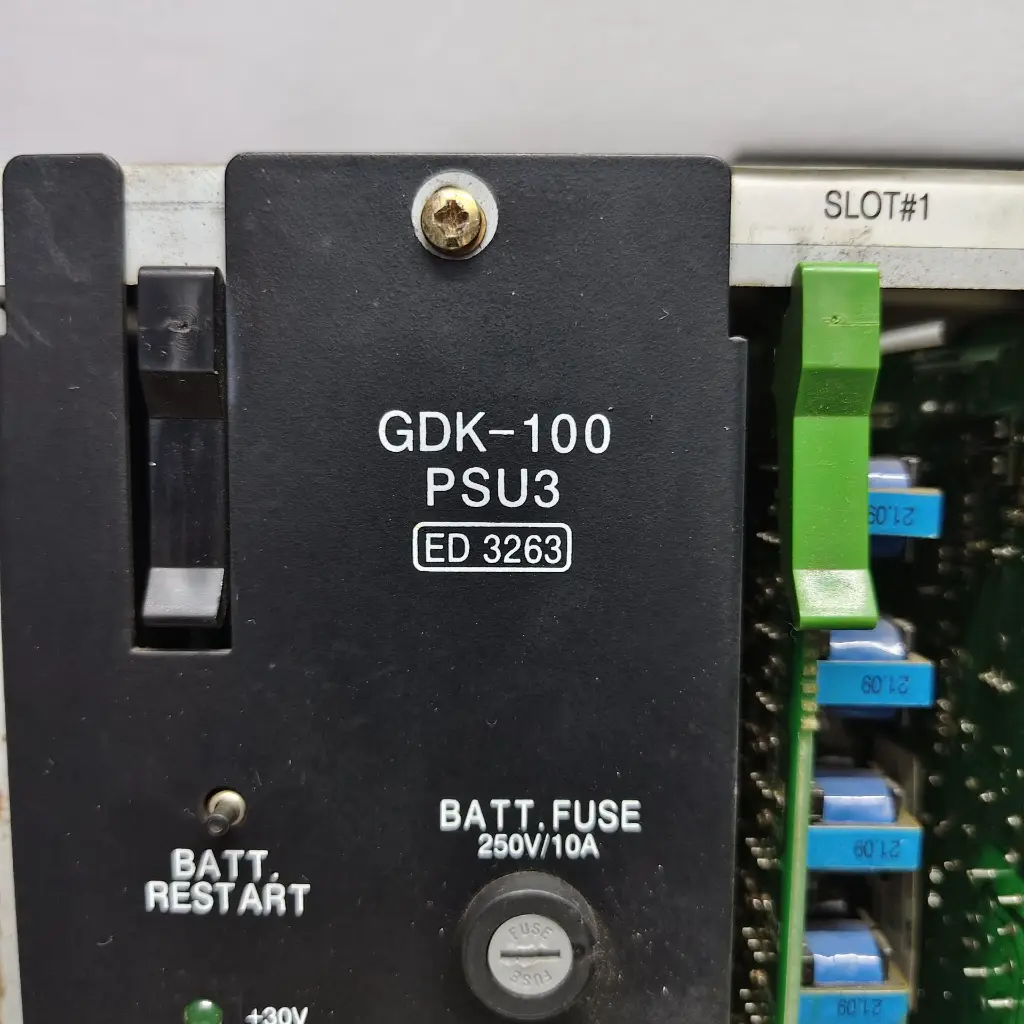 SLOT#1
GDK-100
PSU3
ED 3263
21.09
21.09
BATT. FUSE
250V/10A
21.09
BATT.
RESTART
FUSE
FUSE
21.09
+30V